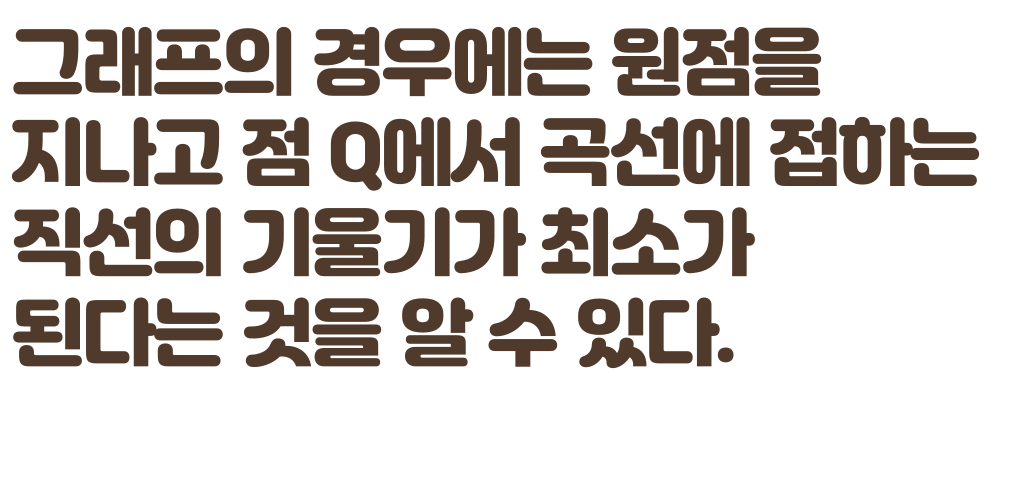 그래프의 경우에는 원점을
지나고 점 Q에서 곡선에 접하는
직선의 기울기가 최소가
된다는 것을 알 수 있다.